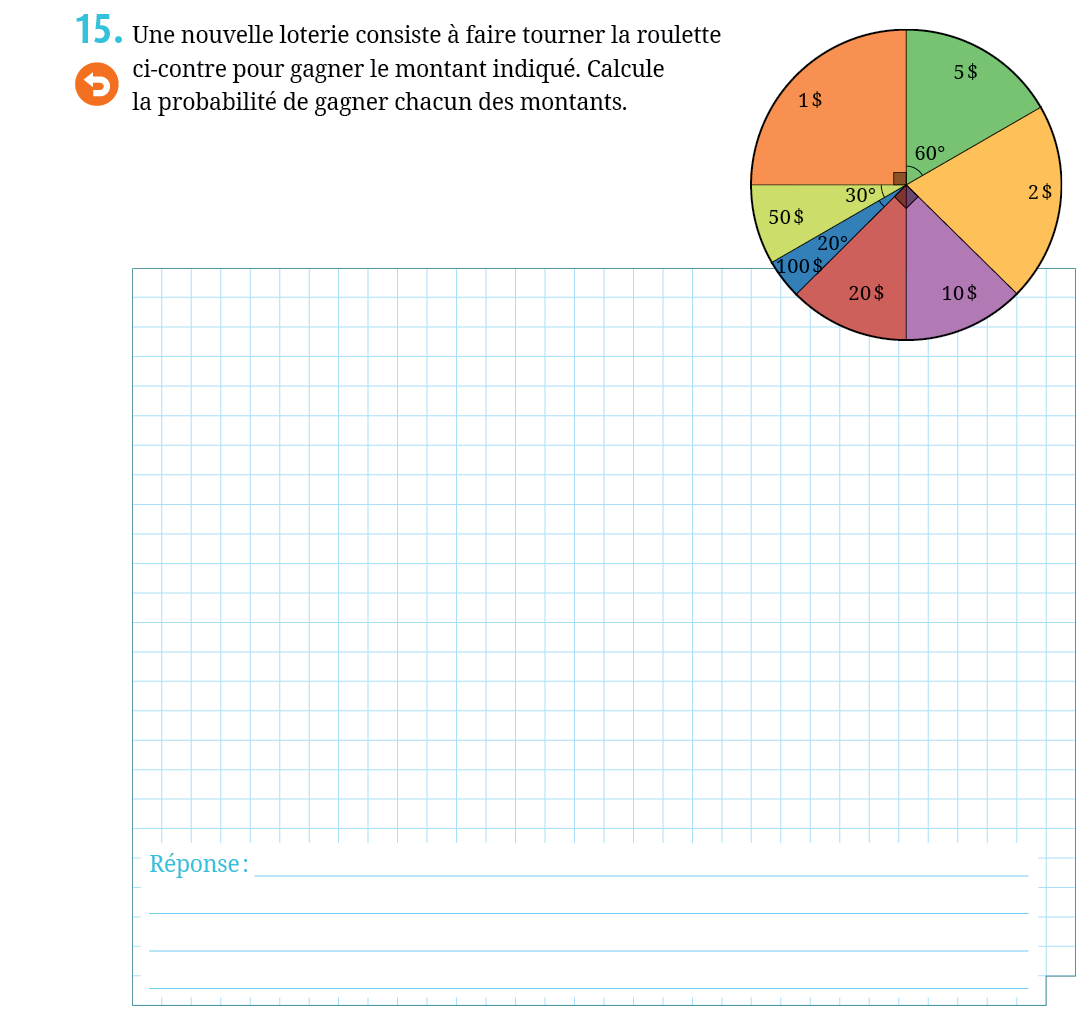 15. Une nouvelle loterie consiste à faire tourner la roulette
ci-contre pour gagner le montant indiqué. Calcule
la probabilité de gagner chacun des montants.
1 $
5 $
60°
2 $
30°
50 $
20°
100 $
20 $
10 $
Réponse :